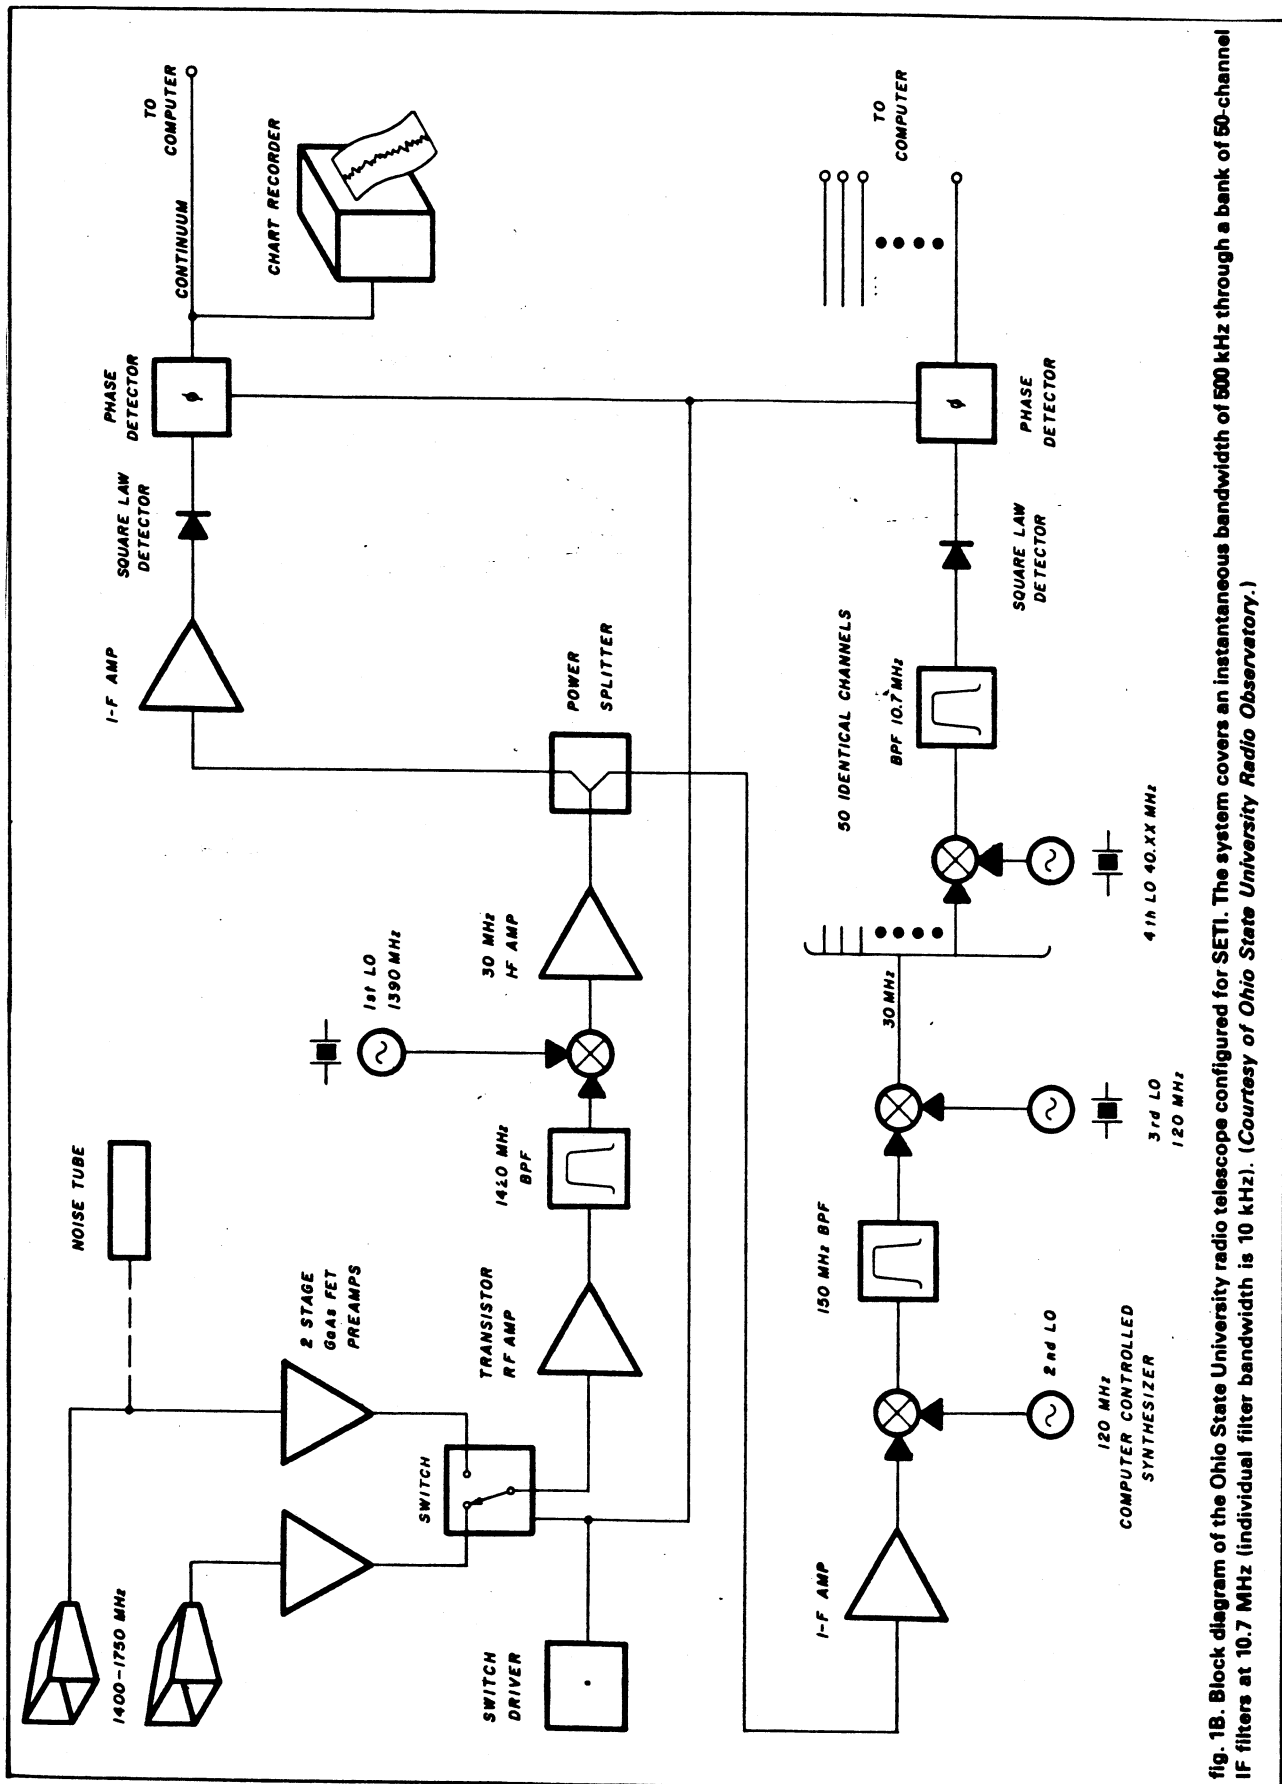 NOISE TUBE
1400-1750 MHz
2 STAGE
GaAs FET
PREAMPS
SWITCH
SWITCH
DRIVER
TRANSISTOR
RF AMP
1420 MHz
BPF
1st LO
1390 MHz
30 MHz
I-F AMP
POWER
SPLITTER
I-F AMP
SQUARE LAW
DETECTOR
PHASE
DETECTOR
ϕ
CONTINUUM
TO
COMPUTER
CHART RECORDER
I-F AMP
2nd LO
120 MHz
COMPUTER CONTROLLED
SYNTHESIZER
150 MHz BPF
3rd LO
120 MHz
30 MHz
50 IDENTICAL CHANNELS
4th LO 40.XX MHz
BPF 10.7 MHz
SQUARE LAW
DETECTOR
ϕ
PHASE
DETECTOR
TO
COMPUTER
fig. 1B. Block diagram of the Ohio State University radio telescope configured for SETI. The system covers an instantaneous bandwidth of 500 kHz through a bank of 50-channel
IF filters at 10.7 MHz (individual filter bandwidth is 10 kHz). (Courtesy of Ohio State University Radio Observatory.)